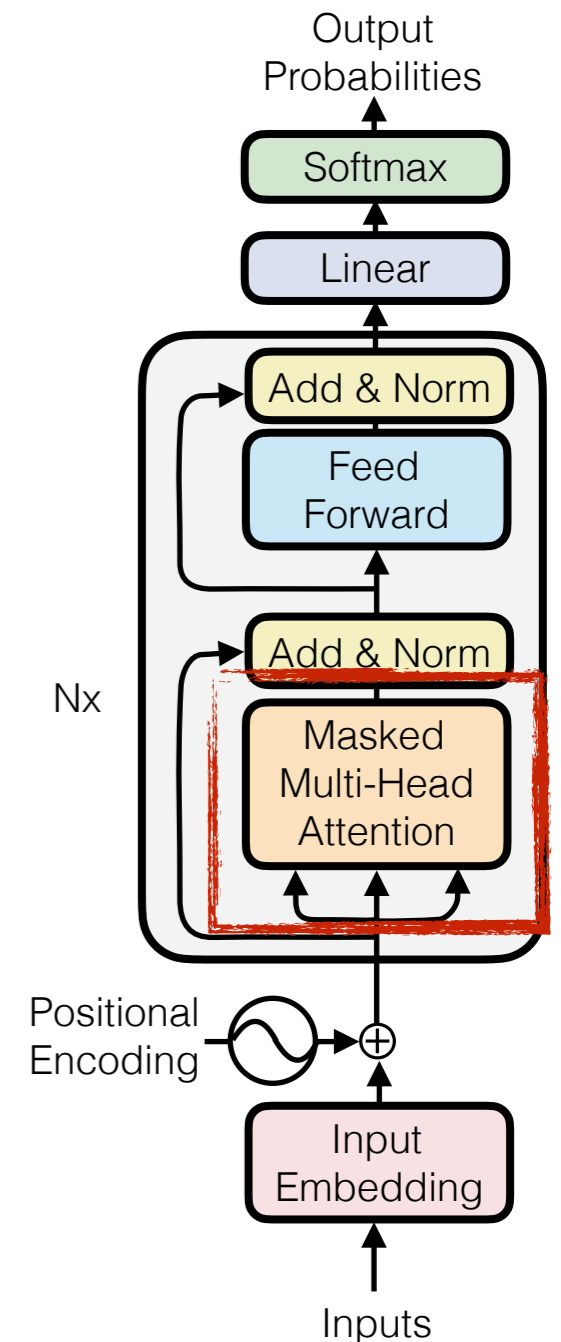 Output
Probabilities
Softmax
Linear
Add & Norm
Feed
Forward
Add & Norm
Nx
Masked
Multi-Head
Attention
Positional
Encoding
Input
Embedding
Inputs